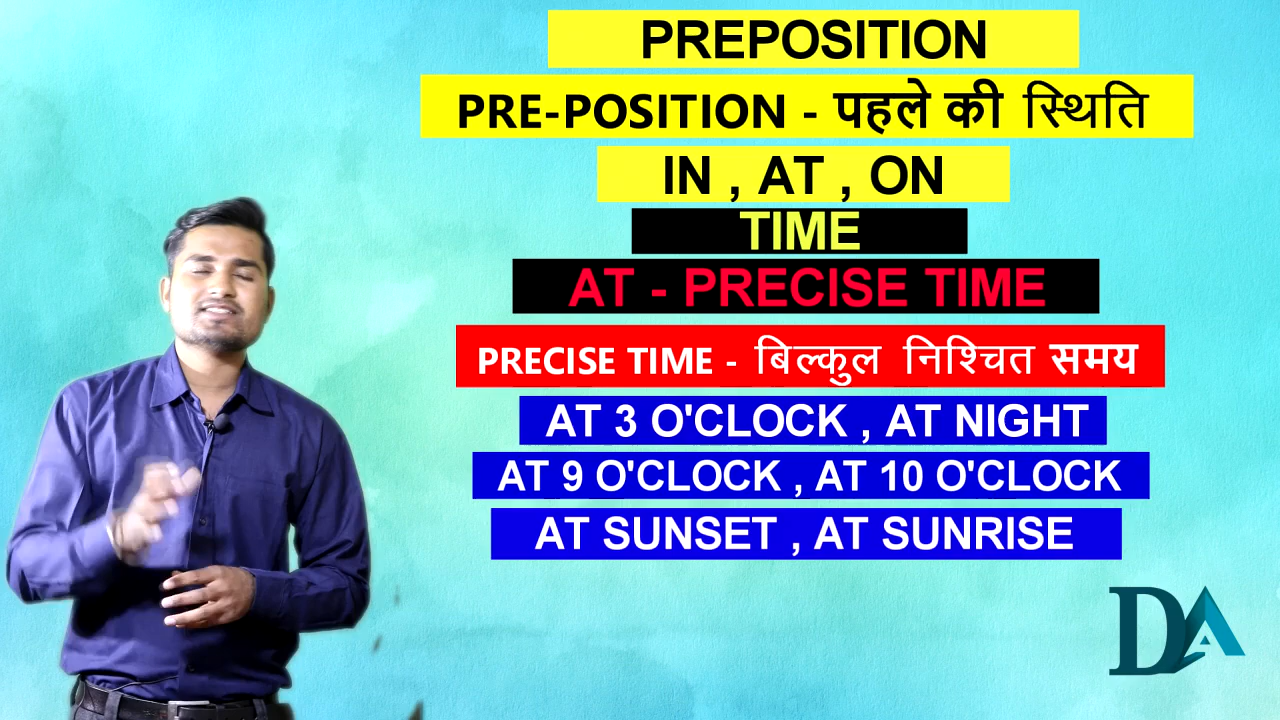 PREPOSITION
PRE-POSITION - पहले की स्थिति
IN , AT , ON
TIME
AT - PRECISE TIME
PRECISE TIME - बिल्कुल निश्चित समय
AT 3 O'CLOCK , AT NIGHT
AT 9 O'CLOCK , AT 10 O'CLOCK
AT SUNSET , AT SUNRISE
DA